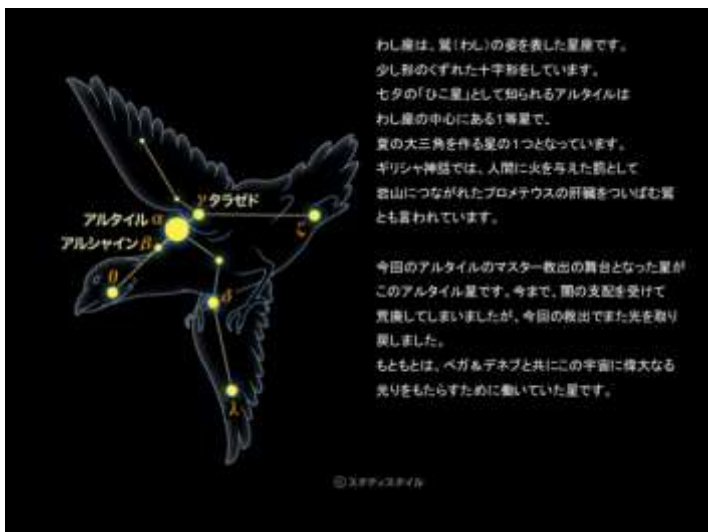 わし座は、鷲(わし)の姿を表した星座です。
少し形のくずれた十字形をしています。
七夕の「ひこ星」として知られるアルタイルは
わし座の中心にある1等星で、
夏の大三角を作る星の1つとなっています。
ギリシャ神話では、人間に火を与えた罰として
岩山につながれたプロメテウスの肝臓をついばむ鷲
とも言われています。
今回のアルタイルのマスター救出の舞台となった星が
このアルタイル星です。今まで、闇の支配を受けて
荒廃してしまいましたが、今回の救出でまた光を取り
戻しました。
もともとは、ベガ&デネブと共にこの宇宙に偉大なる
光りをもたらすために働いていた星です。
γ タラゼド
アルタイル α
アルシャイン β
ζ
θ
δ
λ